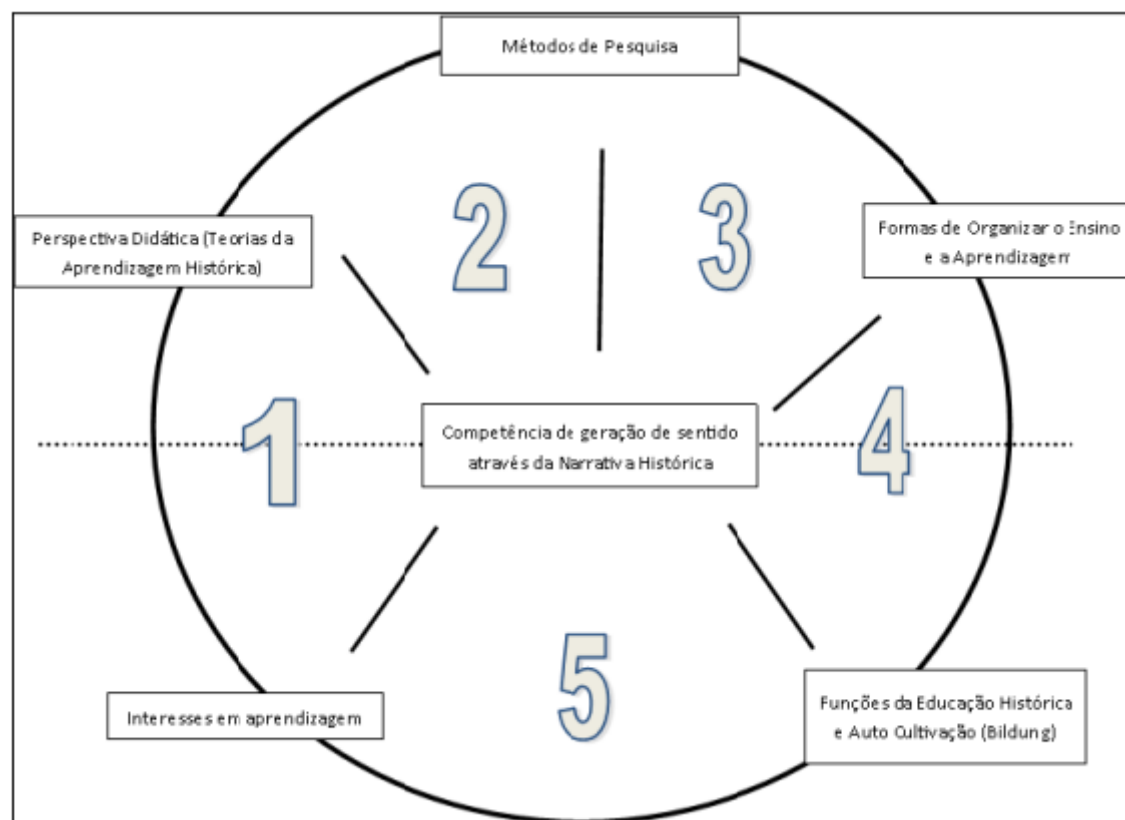 Métodos de Pesquisa
2
3
Perspectiva Didática (Teorias da
Aprendizagem Histórica)
Formas de Organizar o Ensino
e a Aprendizagem
1
4
Competência de geração de sentido
através da Narrativa Histórica
5
Interesses em aprendizagem
Funções da Educação Histórica
e Auto Cultivação (Bildung)